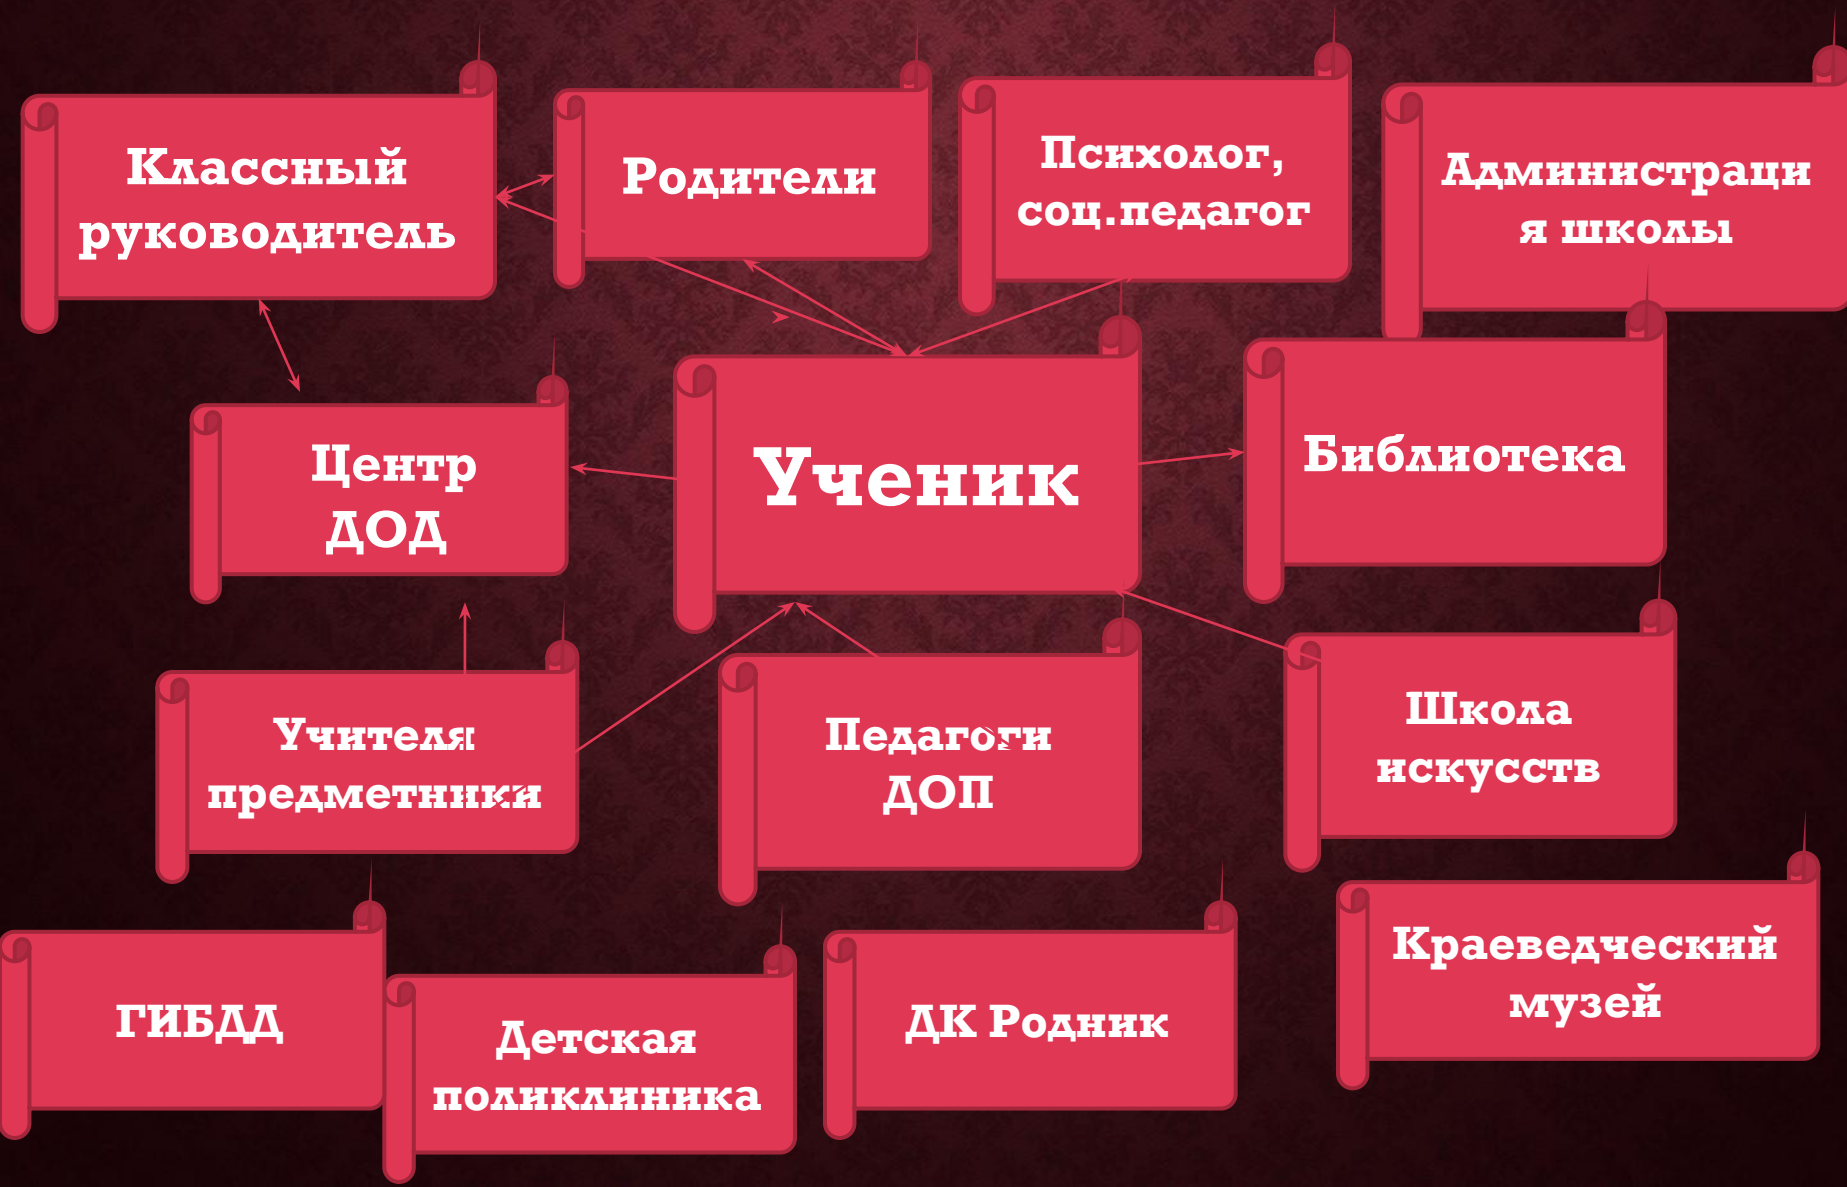 Классный
руководитель
Родители
Психолог,
соц.педагог
Администраци
я школы
Центр
ДОД
Ученик
Библиотека
Учителя
предметники
Педагоги
ДОП
Школа
искусств
ГИБДД
Детская
поликлиника
ДК Родник
Краеведческий
музей